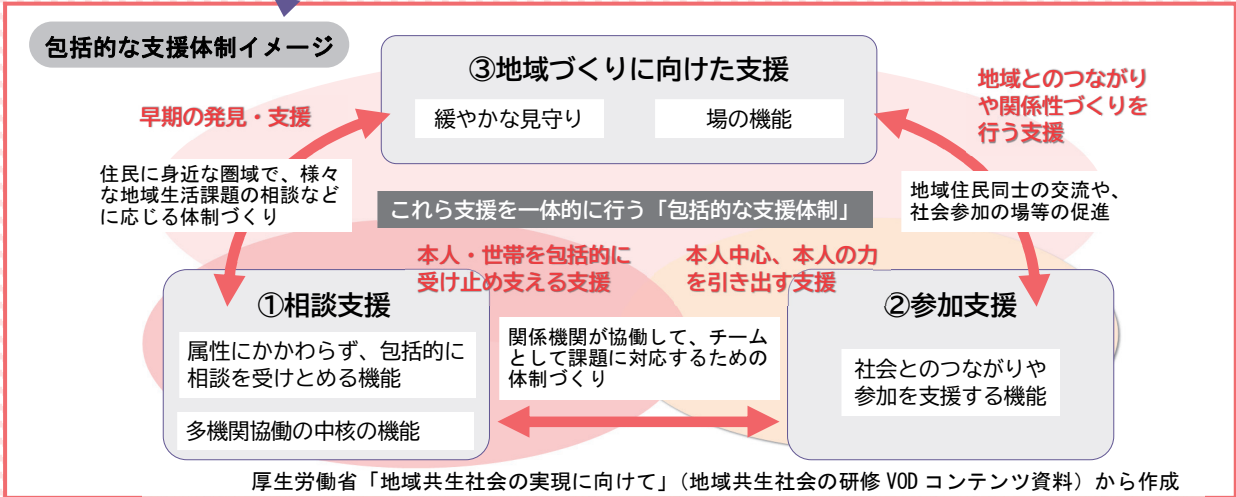 包括的な支援体制イメージ
③地域づくりに向けた支援
緩やかな見守り
場の機能
早期の発見・支援
地域とのつながり
や関係性づくりを
行う支援
住民に身近な圏域で、様々
な地域生活課題の相談など
に応じる体制づくり
地域住民同士の交流や、
社会参加の場等の促進
これら支援を一体的に行う「包括的な支援体制」
本人・世帯を包括的に
受け止め支える支援
本人中心、本人の力
を引き出す支援
①相談支援
属性にかかわらず、包括的に
相談を受けとめる機能
多機関協働の中核の機能
関係機関が協働して、チーム
として課題に対応するための
体制づくり
②参加支援
社会とのつながりや
参加を支援する機能
厚生労働省「地域共生社会の実現に向けて」（地域共生社会の研修 VOD コンテンツ資料）から作成